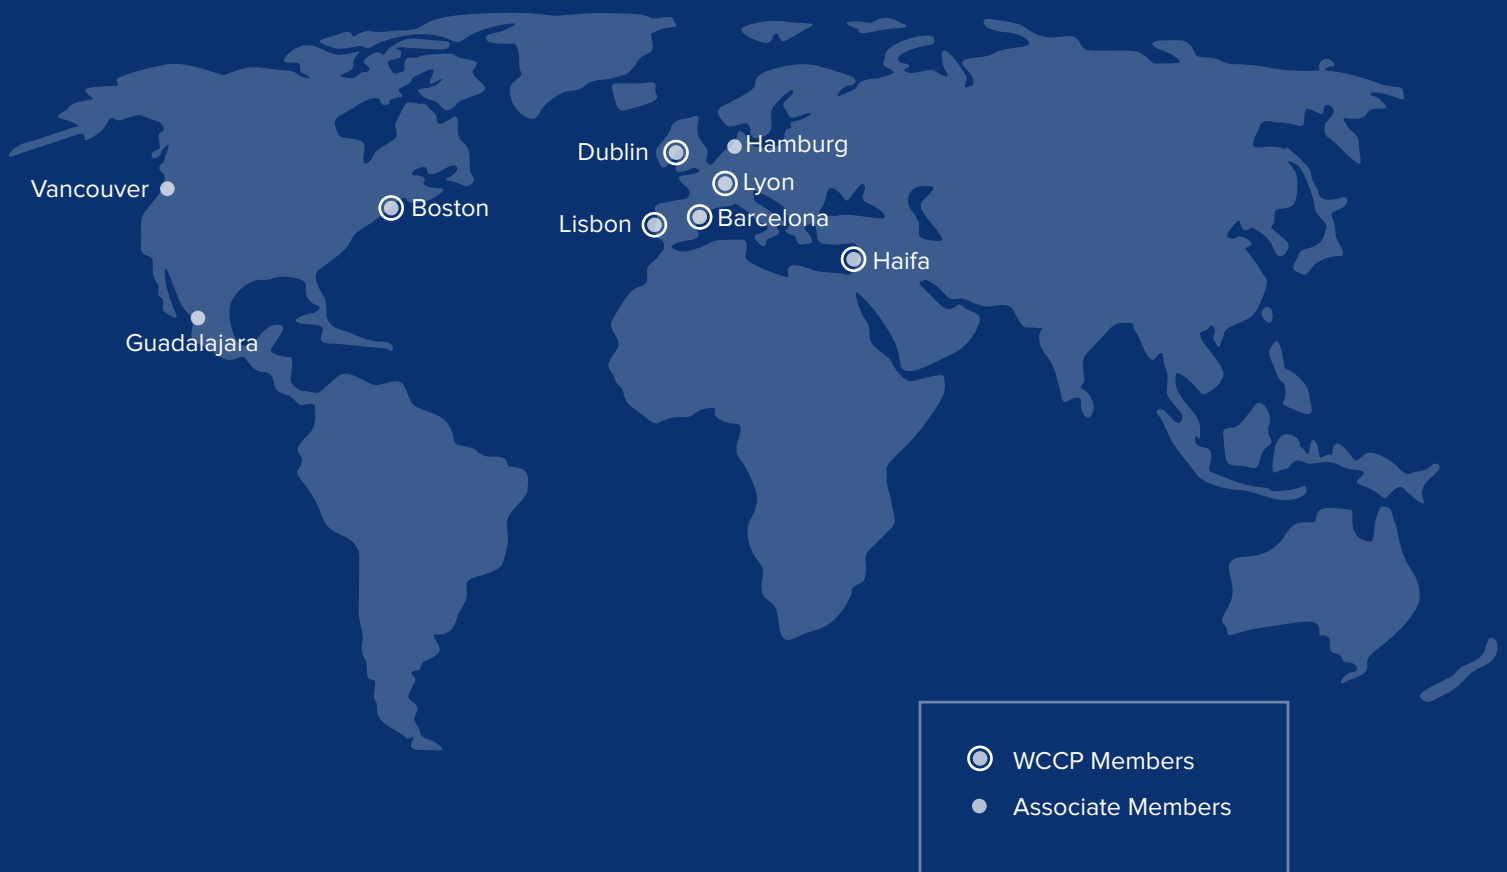 Hamburg
Dublin
Lyon
Vancouver
Boston
Barcelona
Lisbon
Haifa
Guadalajara
WCCP Members
Associate Members